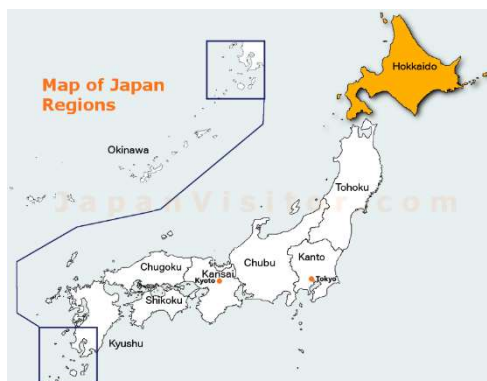 Map of Japan
Regions
Hokkaido
Okinawa
Tohoku
JapanVisitor.com
Chubu
Kanto
Chugoku
Kansai
Kyoto
Tokyo
Shikoku
Kyushu